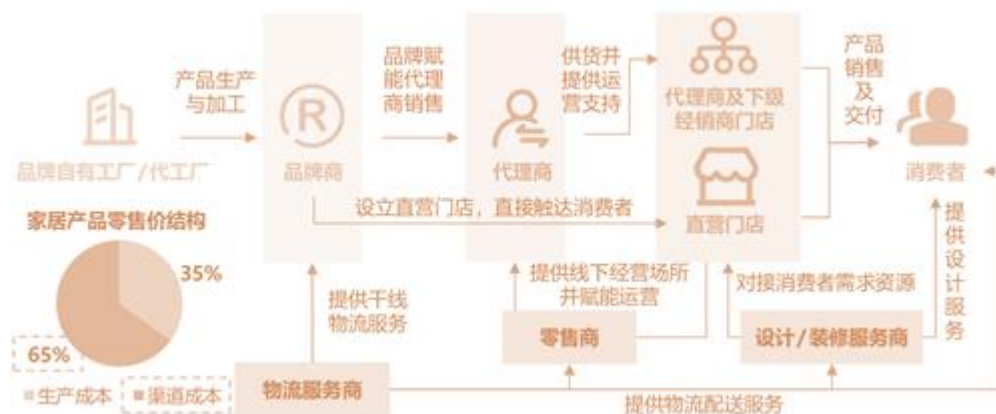 产品生产
与加工
品牌赋
能代理
商销售
供货并
提供运
营支持
产品
销售
及
交付
代理商及下级
经销商门店
R
品牌自有工厂/代工厂
品牌商
代理商
消费者
设立直营门店，直接触达消费者
直营门店
家居产品零售价结构
35%
65%
生产成本
渠道成本
提供干线
物流服务
提供线下经营场所
并赋能运营
对接消费者需求资源
提供设计服务
零售商
设计/装修服务商
物流服务商
提供物流配送服务